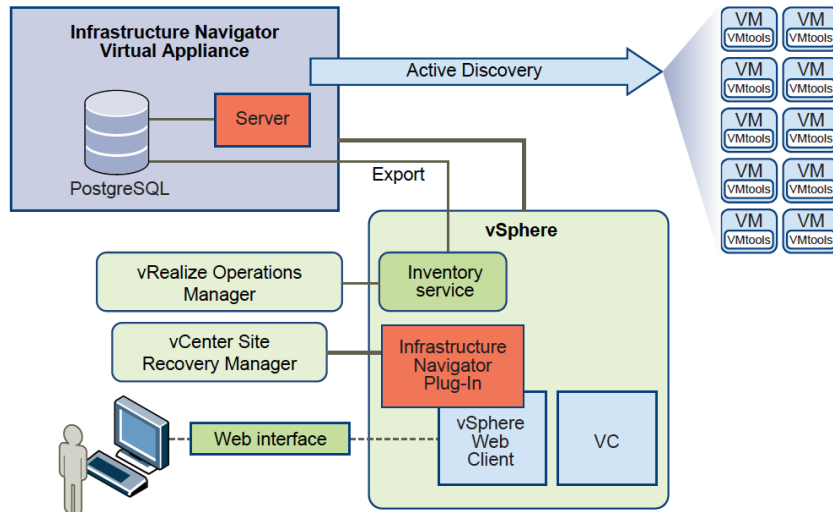 Infrastructure Navigator
Virtual Appliance
Server
PostgreSQL
Active Discovery
Export
VM
VMtools
VM
VMtools
VM
VMtools
VM
VMtools
VM
VMtools
VM
VMtools
VM
VMtools
VM
VMtools
VM
VMtools
VM
VMtools
vSphere
vRealize Operations
Manager
Inventory
service
vCenter Site
Recovery Manager
Infrastructure
Navigator
Plug-In
Web interface
vSphere
Web
Client
VC